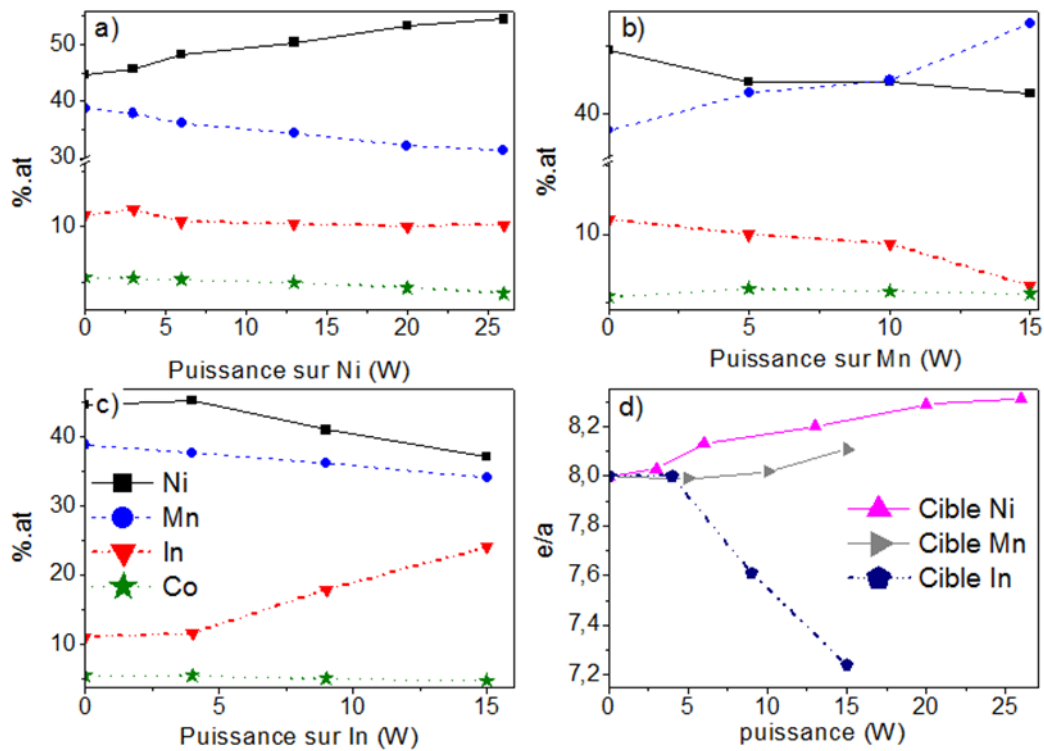 a)
%.at
50
40
30
10
0 5 10 15 20 25
Puissance sur Ni (W)
b)
%.at
40
10
0 5 10 15
Puissance sur Mn (W)
c)
%.at
40
30
20
10
Ni
Mn
In
Co
0 5 10 15
Puissance sur In (W)
d)
e/a
8,2
8,0
7,8
7,6
7,4
7,2
Cible Ni
Cible Mn
Cible In
0 5 10 15 20 25
puissance (W)